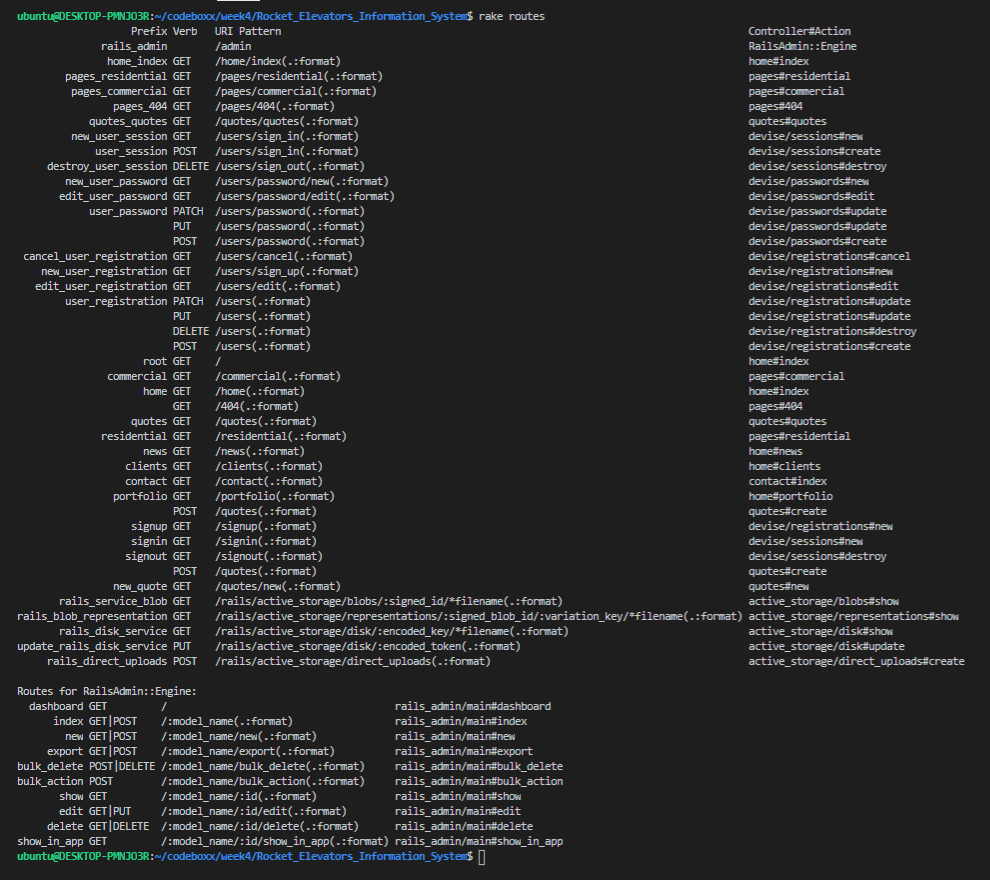 ubuntu@DESKTOP-PMNJO3R:~/codeboxx/week4/Rocket_Elevators_Information_System$ rake routes
Prefix Verb URI Pattern Controller#Action
rails_admin /admin RailsAdmin::Engine
home_index GET /home/index(.:format) home#index
pages_residential GET /pages/residential(.:format) pages#residential
pages_commercial GET /pages/commercial(.:format) pages#commercial
pages_404 GET /pages/404(.:format) pages#404
quotes_quotes GET /quotes/quotes(.:format) quotes#quotes
new_user_session GET /users/sign_in(.:format) devise/sessions#new
user_session POST /users/sign_in(.:format) devise/sessions#create
destroy_user_session DELETE /users/sign_out(.:format) devise/sessions#destroy
new_user_password GET /users/password/new(.:format) devise/passwords#new
edit_user_password GET /users/password/edit(.:format) devise/passwords#edit
user_password PATCH /users/password(.:format) devise/passwords#update
PUT /users/password(.:format) devise/passwords#update
POST /users/password(.:format) devise/passwords#create
cancel_user_registration GET /users/cancel(.:format) devise/registrations#cancel
new_user_registration GET /users/sign_up(.:format) devise/registrations#new
edit_user_registration GET /users/edit(.:format) devise/registrations#edit
user_registration PATCH /users(.:format) devise/registrations#update
PUT /users(.:format) devise/registrations#update
DELETE /users(.:format) devise/registrations#destroy
POST /users(.:format) devise/registrations#create
root GET / home#index
commercial GET /commercial(.:format) pages#commercial
home GET /home(.:format) home#index
GET /404(.:format) pages#404
quotes GET /quotes(.:format) quotes#quotes
residential GET /residential(.:format) pages#residential
news GET /news(.:format) home#news
clients GET /clients(.:format) home#clients
contact GET /contact(.:format) contact#index
portfolio GET /portfolio(.:format) home#portfolio
POST /quotes(.:format) quotes#create
signup GET /signup(.:format) devise/registrations#new
signin GET /signin(.:format) devise/sessions#new
signout GET /signout(.:format) devise/sessions#destroy
POST /quotes(.:format) quotes#create
new_quote GET /quotes/new(.:format) quotes#new
rails_service_blob GET /rails/active_storage/blobs/:signed_id/*filename(.:format) active_storage/blobs#show
rails_blob_representation GET /rails/active_storage/representations/:signed_blob_id/:variation_key/*filename(.:format) active_storage/representations#show
rails_disk_service GET /rails/active_storage/disk/:encoded_key/*filename(.:format) active_storage/disk#show
update_rails_disk_service PUT /rails/active_storage/disk/:encoded_token(.:format) active_storage/disk#update
rails_direct_uploads POST /rails/active_storage/direct_uploads(.:format) active_storage/direct_uploads#create
Routes for RailsAdmin::Engine:
dashboard GET / rails_admin/main#dashboard
index GET|POST /:model_name(.:format) rails_admin/main#index
new GET|POST /:model_name/new(.:format) rails_admin/main#new
export GET|POST /:model_name/export(.:format) rails_admin/main#export
bulk_delete POST|DELETE /:model_name/bulk_delete(.:format) rails_admin/main#bulk_delete
bulk_action POST /:model_name/bulk_action(.:format) rails_admin/main#bulk_action
show GET /:model_name/:id(.:format) rails_admin/main#show
edit GET|PUT /:model_name/:id/edit(.:format) rails_admin/main#edit
delete GET|DELETE /:model_name/:id/delete(.:format) rails_admin/main#delete
show_in_app GET /:model_name/:id/show_in_app(.:format) rails_admin/main#show_in_app
ubuntu@DESKTOP-PMNJO3R:~/codeboxx/week4/Rocket_Elevators_Information_System$